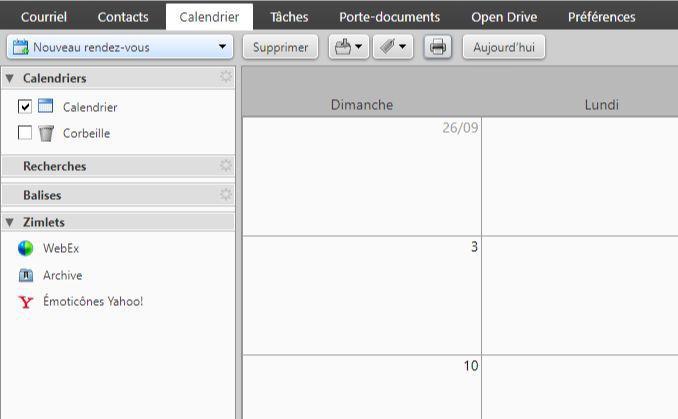 Courriel Contacts Calendrier Tâches Porte-documents Open Drive Préférences
Nouveau rendez-vous Supprimer Aujourd'hui
Calendriers
Calendrier
Corbeille
Recherches
Balises
Zimlets
WebEx
Archive
Émoticônes Yahoo!
Dimanche Lundi
26/09
3
10